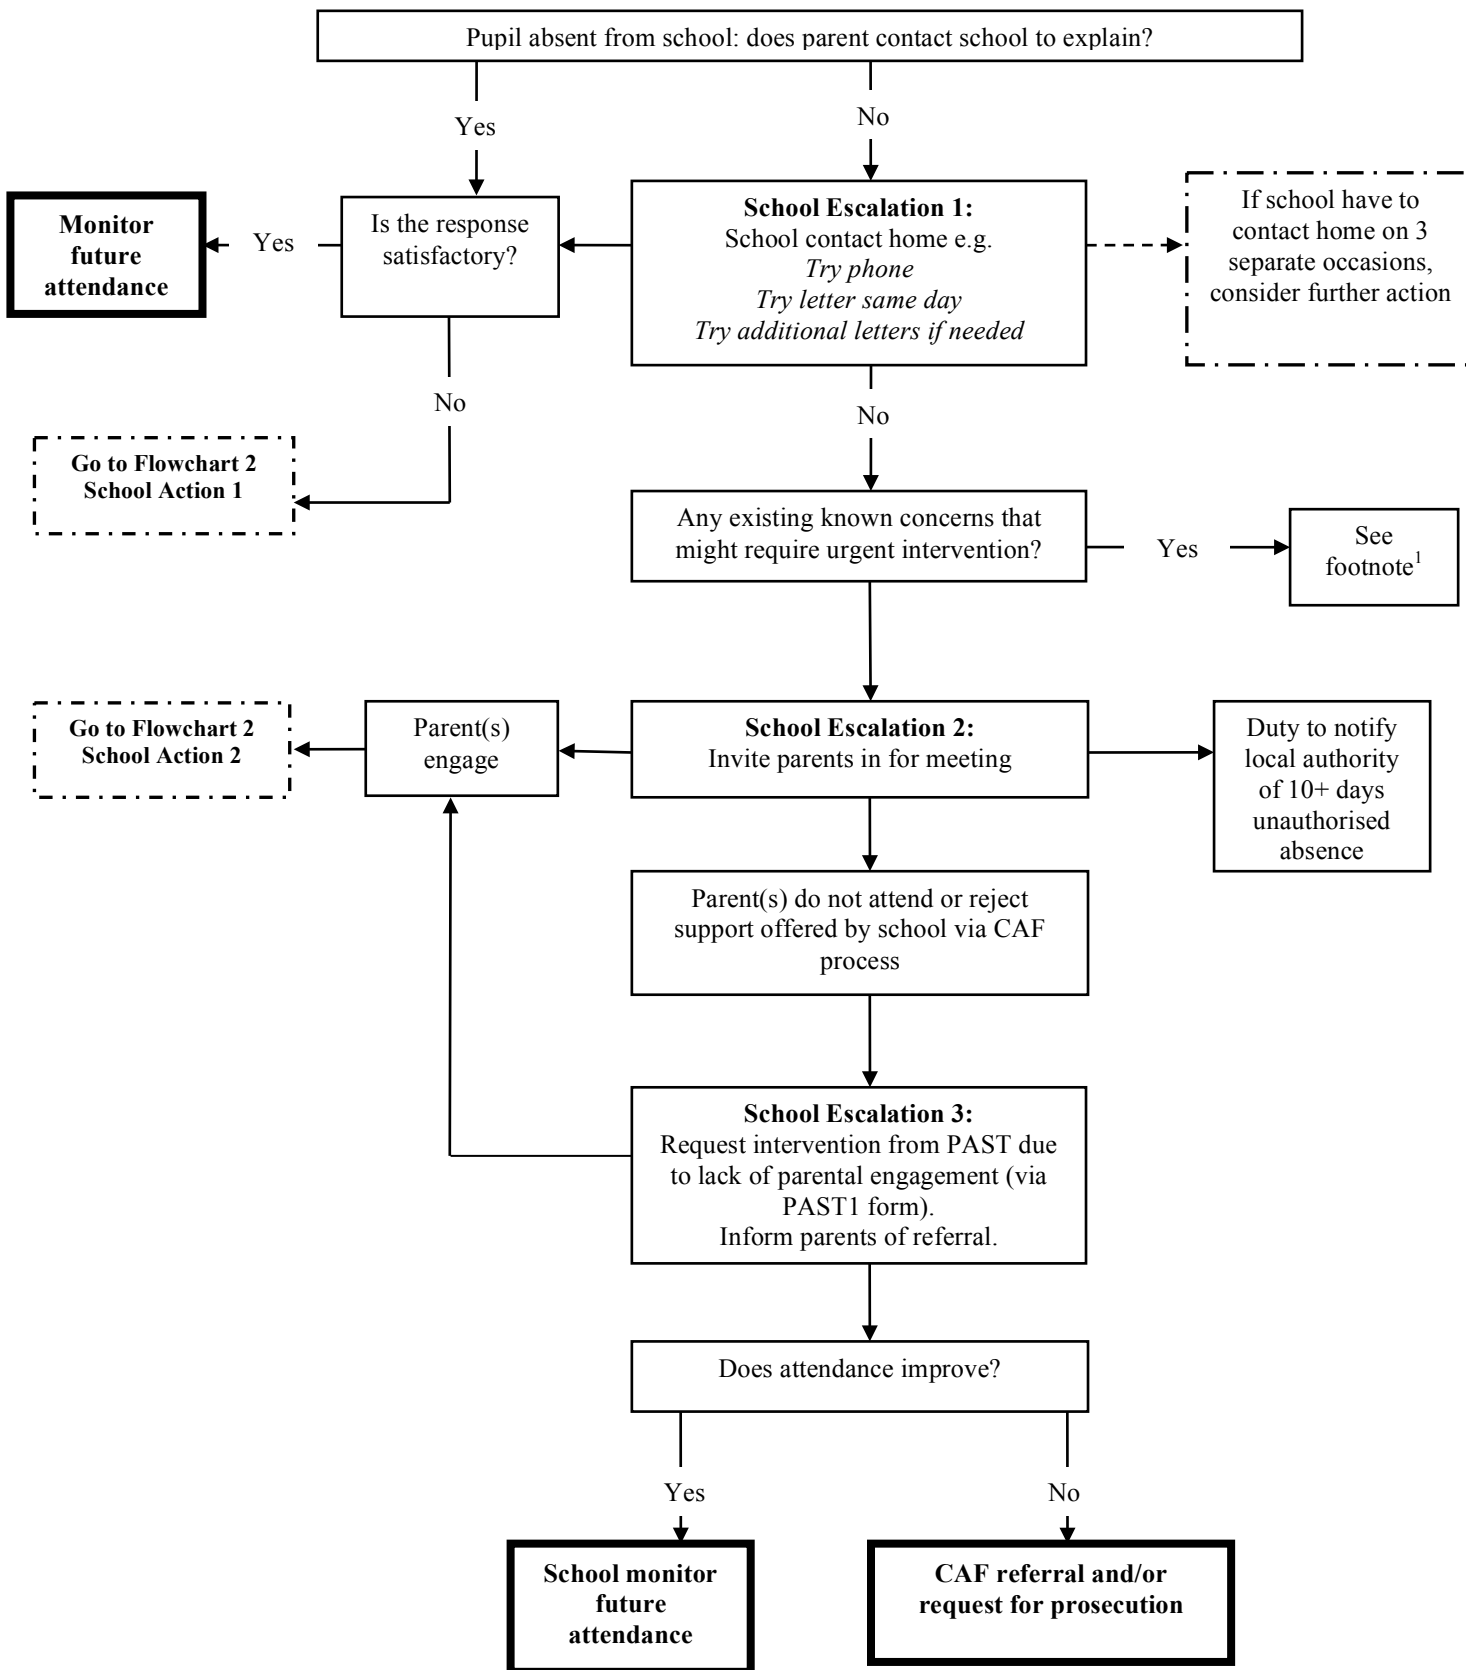 Pupil absent from school: does parent contact school to explain?
Yes
No
Monitor
future
attendance
Yes
Is the response
satisfactory?
School Escalation 1:
School contact home e.g.
Try phone
Try letter same day
Try additional letters if needed
If school have to
contact home on 3
separate occasions,
consider further action
No
No
Go to Flowchart 2
School Action 1
Any existing known concerns that
might require urgent intervention?
Yes
See
footnote1
Go to Flowchart 2
School Action 2
Parent(s)
engage
School Escalation 2:
Invite parents in for meeting
Duty to notify
local authority
of 10+ days
unauthorised
absence
Parent(s) do not attend or reject
support offered by school via CAF
process
School Escalation 3:
Request intervention from PAST due
to lack of parental engagement (via
PAST1 form).
Inform parents of referral.
Does attendance improve?
Yes
No
School monitor
future
attendance
CAF referral and/or
request for prosecution